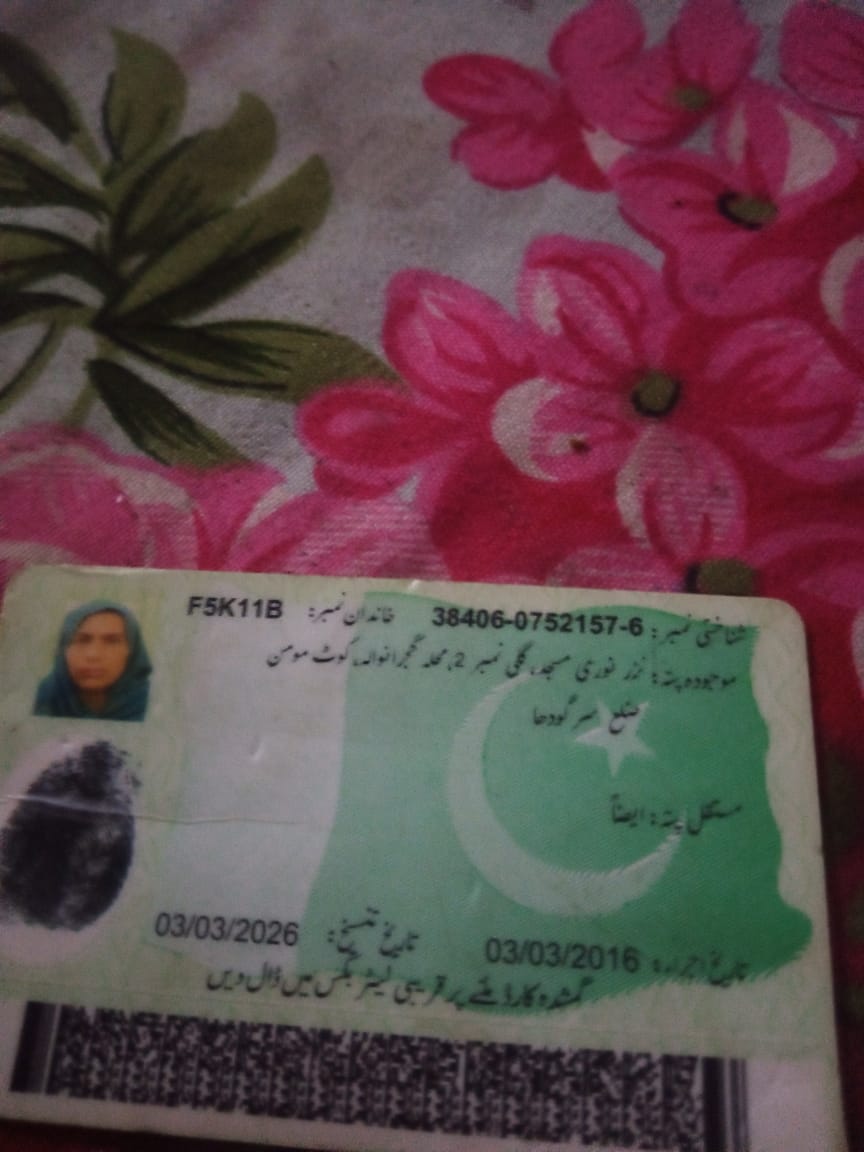 شناختی نمبر: 38406-0752157-6 خاندان نمبر: F5K11B
موجودہ پتہ: نزد نوری مسجد، گلی نمبر 2، محلہ گجرانوالہ، کوٹ مومن
ضلع سرگودھا
مستقل پتہ: ایضاً
تاریخ اجراء: 03/03/2016 تاریخ تنسیخ: 03/03/2026
گمشدہ کارڈ ملنے پر قریبی لیٹر بکس میں ڈال دیں